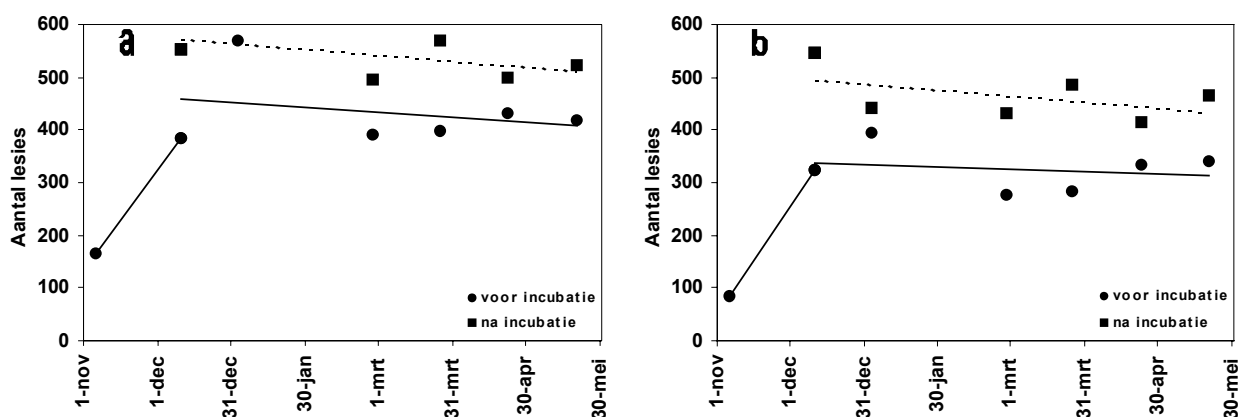 a
Aantal lesies
600
500
400
300
200
100
0
1-nov
1-dec
31-dec
30-jan
1-mrt
31-mrt
30-apr
30-mei
voor incubatie
na incubatie
b
Aantal lesies
600
500
400
300
200
100
0
1-nov
1-dec
31-dec
30-jan
1-mrt
31-mrt
30-apr
30-mei
voor incubatie
na incubatie